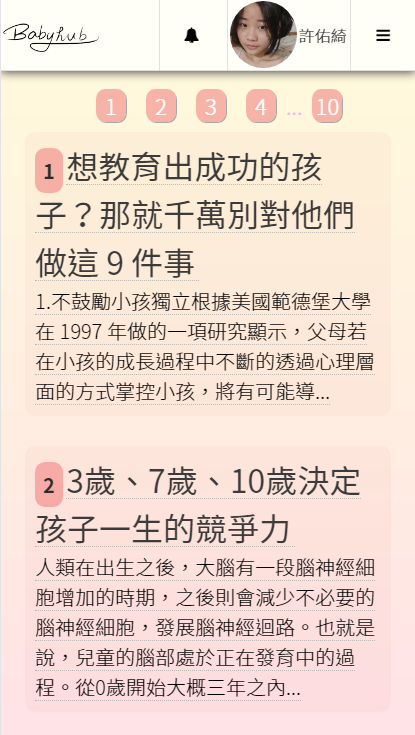 Babyhub
許佑綺
1 2 3 4 ... 10
1 想教育出成功的孩
子？那就千萬別對他們
做這 9 件事
1.不鼓勵小孩獨立根據美國範德堡大學
在 1997 年做的一項研究顯示，父母若
在小孩的成長過程中不斷的透過心理層
面的方式掌控小孩，將有可能導...
2 3歲、7歲、10歲決定
孩子一生的競爭力
人類在出生之後，大腦有一段腦神經細
胞增加的時期，之後則會減少不必要的
腦神經細胞，發展腦神經迴路。也就是
說，兒童的腦部處於正在發育中的過
程。從0歲開始大概三年之內...